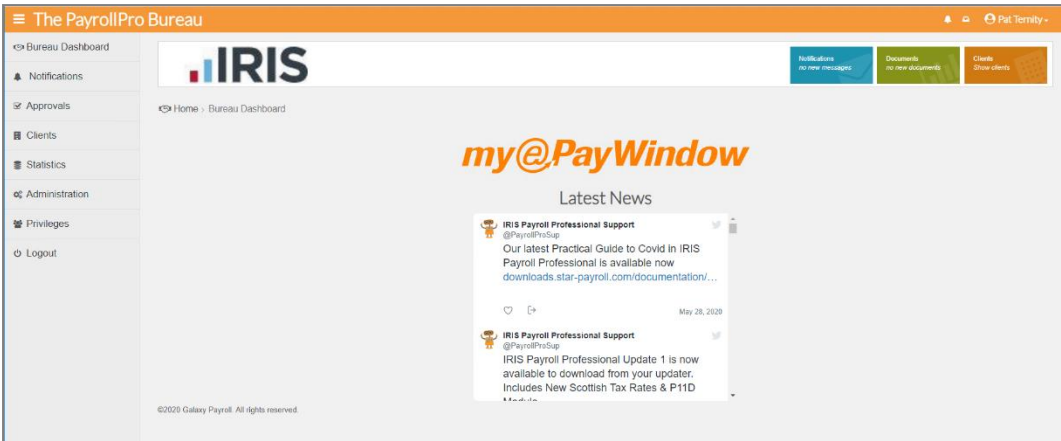 The PayrollPro Bureau
Pat Ternity
Bureau Dashboard
Notifications
Approvals
Clients
Statistics
Administration
Privileges
Logout
IRIS
Notifications
no new messages
Documents
no new documents
Clients
Show clients
Home › Bureau Dashboard
my@PayWindow
Latest News
IRIS Payroll Professional Support
@PayrollProSup
Our latest Practical Guide to Covid in IRIS
Payroll Professional is available now
downloads.star-payroll.com/documentation/…
May 28, 2020
IRIS Payroll Professional Support
@PayrollProSup
IRIS Payroll Professional Update 1 is now
available to download from your updater.
Includes New Scottish Tax Rates & P11D
Module
©2020 Galaxy Payroll. All rights reserved.